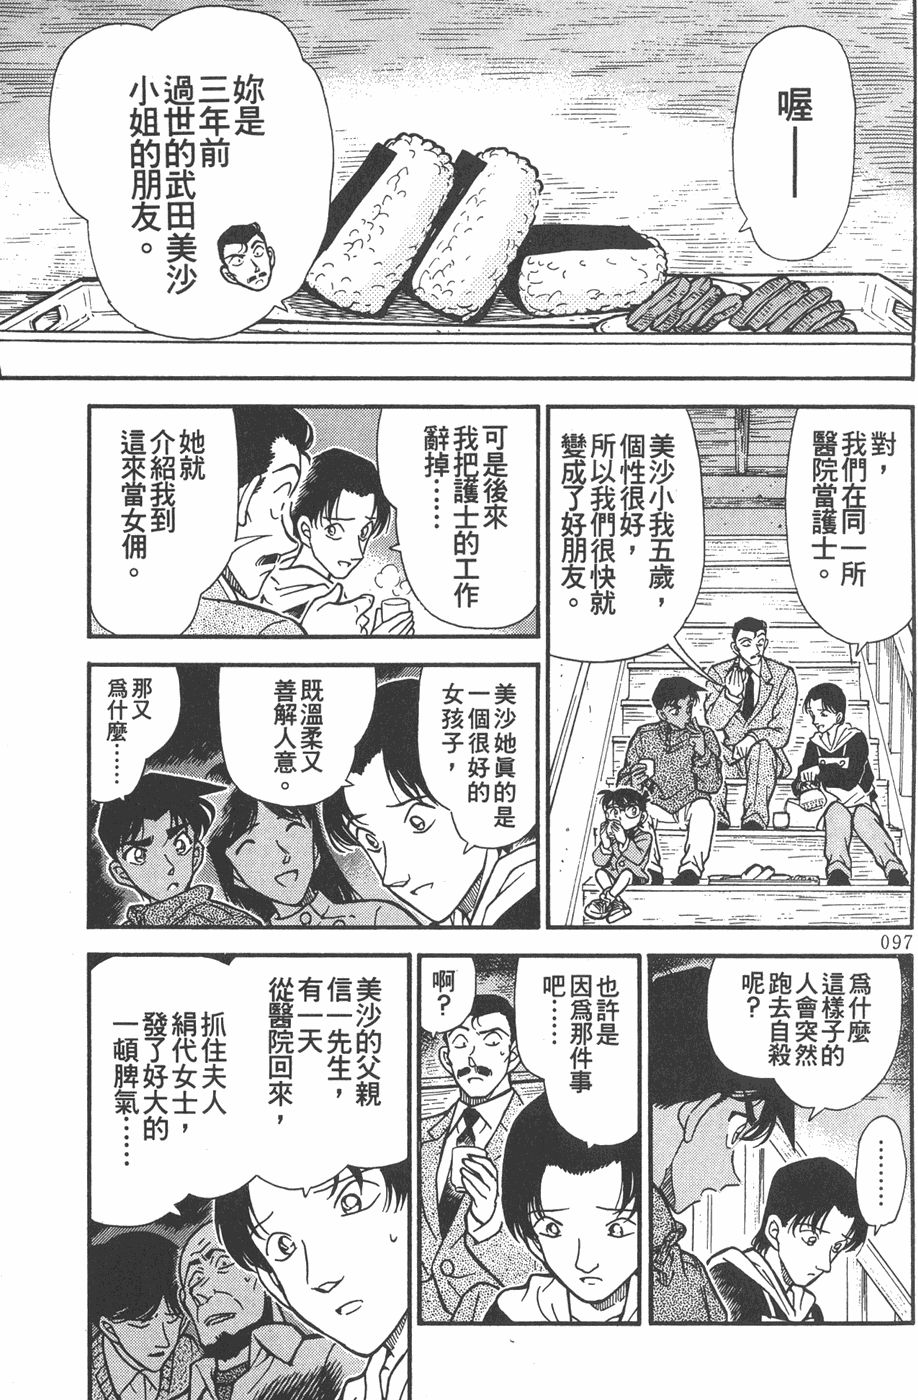 喔——
妳是
三年前
過世的武田美沙
小姐的朋友。
對，
我們在同一所
醫院當護士。
美沙小我五歲，
個性很好，
所以我們很快就
變成了好朋友。
可是後來
我把護士的工作
辭掉……
她就
介紹我到
這來當女佣。
美沙她真的是
一個很好的
女孩子，
既溫柔又
善解人意。
那又
為什麼……
097
為什麼
這樣子的
人會突然
跑去自殺
呢？
………
也許是
因為那件事
吧……
啊？
美沙的父親
信一先生，
有一天
從醫院回來，
抓住夫人
絹代女士，
發了好大的
一頓脾氣……